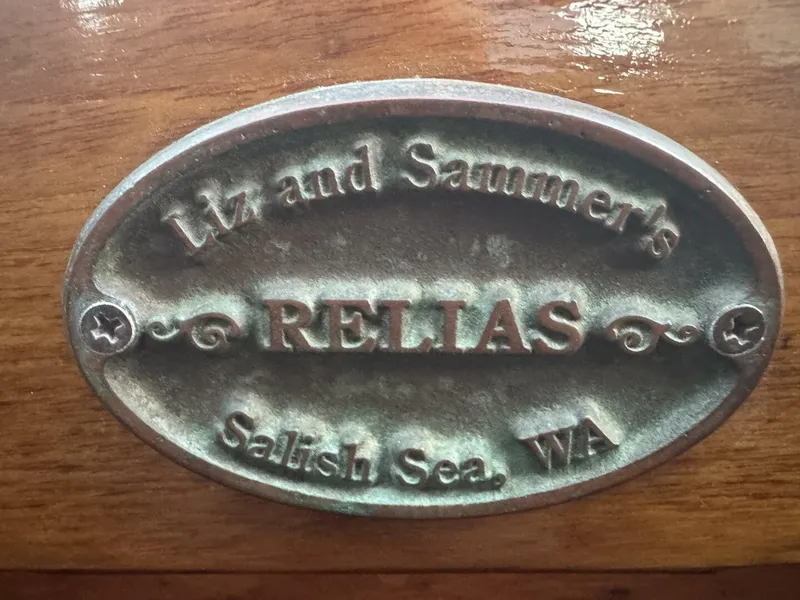 Liz and Sammer's
RELIAS
Salish Sea, WA